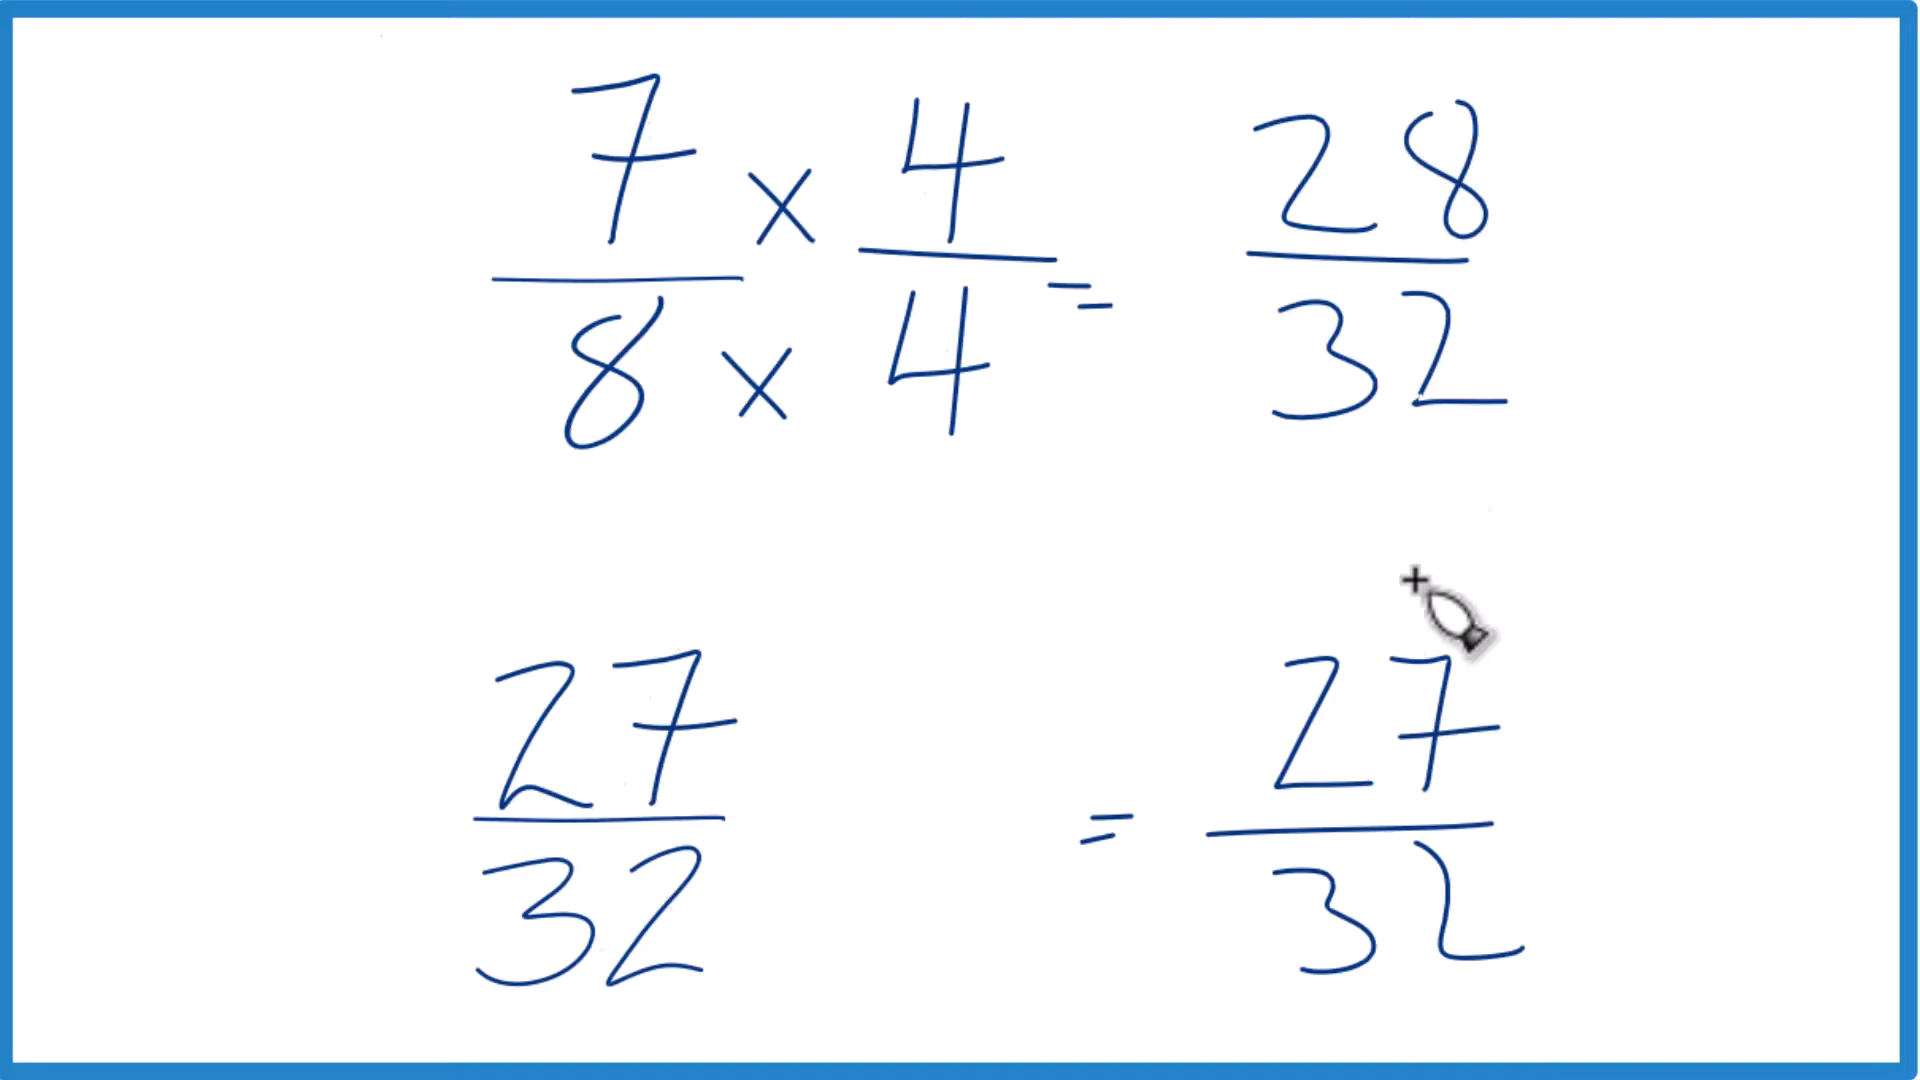 7 × 4 28
8 × 4 = 32
27 27
32 = 32